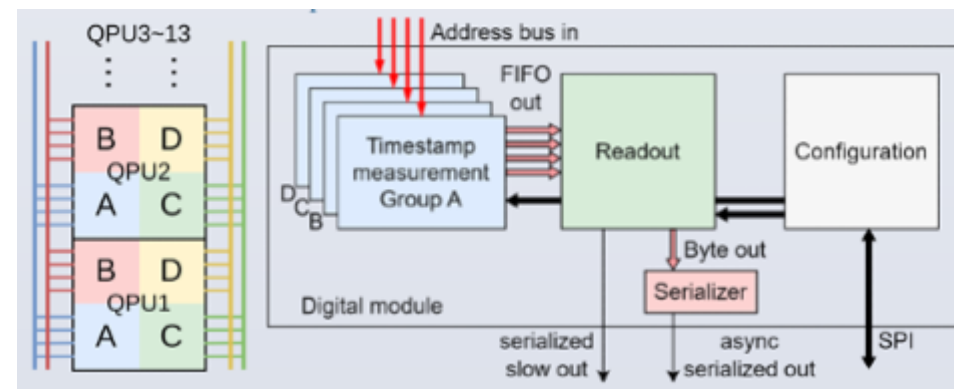 QPU3~13
B D
QPU2
A C
B D
QPU1
A C
Address bus in
FIFO
out
Timestamp
measurement
Group A
D
C
B
Readout
Configuration
Byte out
Serializer
Digital module
serialized
slow out
async
serialized out
SPI